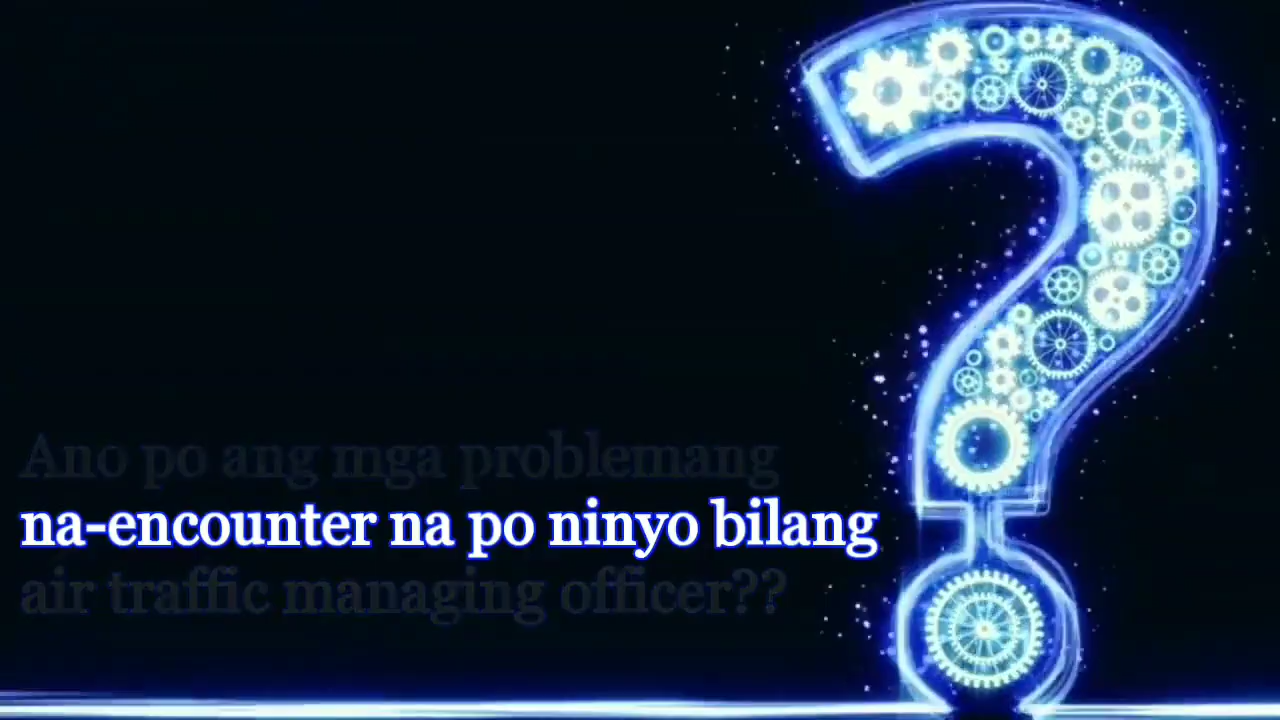 Ano po ang mga problemang
na-encounter na po ninyo bilang
air traffic managing officer??